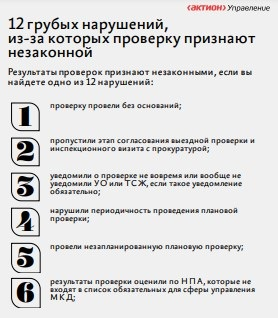 ‹актион› Управление
12 грубых нарушений,
из-за которых проверку признают
незаконной
Результаты проверок признают незаконными, если вы
найдете одно из 12 нарушений:
1
проверку провели без оснований;
2
пропустили этап согласования выездной проверки и
инспекционного визита с прокуратурой;
3
уведомили о проверке не вовремя или вообще не
уведомили УО или ТСЖ, если такое уведомление
обязательно;
4
нарушили периодичность проведения плановой
проверки;
5
провели незапланированную плановую проверку;
6
результаты проверки оценили по НПА, которые не
входят в список обязательных для сферы управления
МКД;